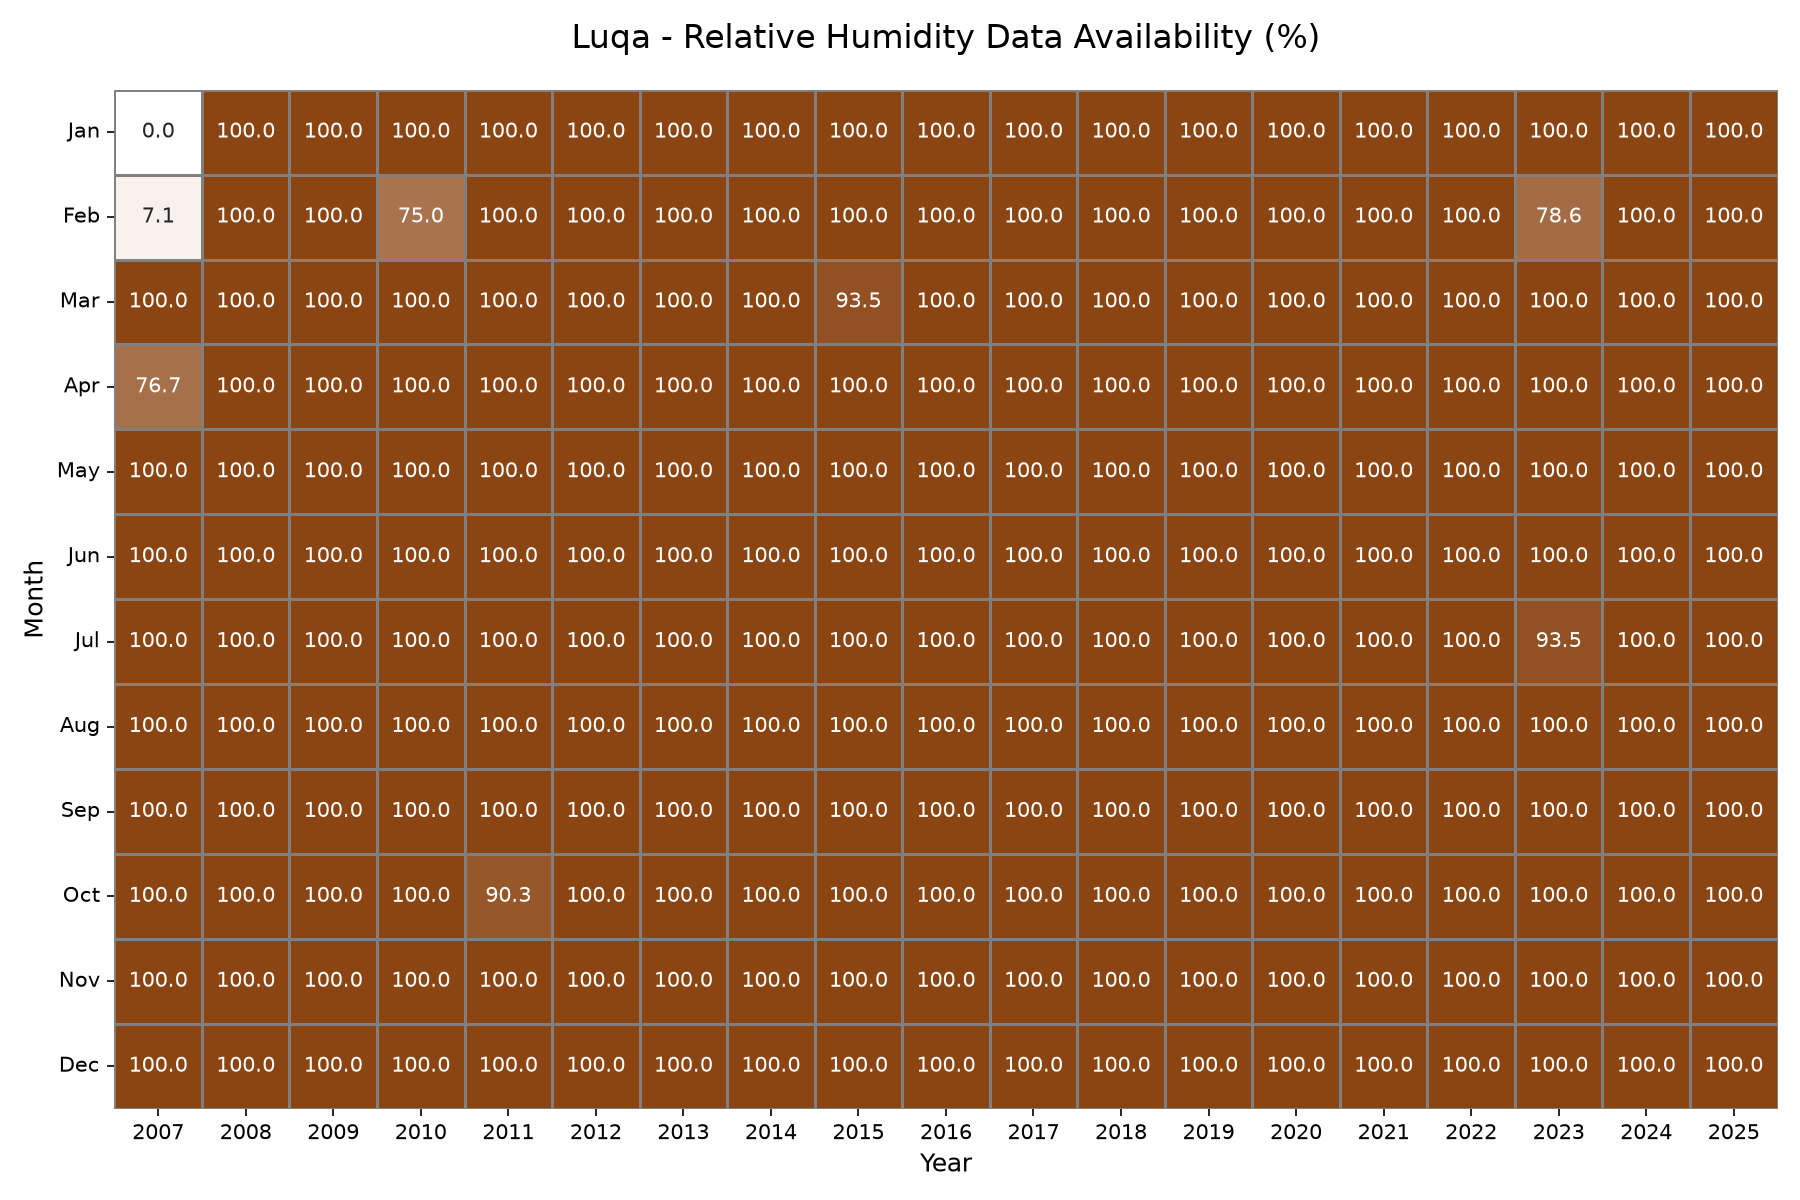 Luqa - Relative Humidity Data Availability (%)
Jan 0.0 100.0 100.0 100.0 100.0 100.0 100.0 100.0 100.0 100.0 100.0 100.0 100.0 100.0 100.0 100.0 100.0 100.0 100.0
Feb 7.1 100.0 100.0 75.0 100.0 100.0 100.0 100.0 100.0 100.0 100.0 100.0 100.0 100.0 100.0 100.0 78.6 100.0 100.0
Mar 100.0 100.0 100.0 100.0 100.0 100.0 100.0 100.0 93.5 100.0 100.0 100.0 100.0 100.0 100.0 100.0 100.0 100.0 100.0
Apr 76.7 100.0 100.0 100.0 100.0 100.0 100.0 100.0 100.0 100.0 100.0 100.0 100.0 100.0 100.0 100.0 100.0 100.0 100.0
May 100.0 100.0 100.0 100.0 100.0 100.0 100.0 100.0 100.0 100.0 100.0 100.0 100.0 100.0 100.0 100.0 100.0 100.0 100.0
Jun 100.0 100.0 100.0 100.0 100.0 100.0 100.0 100.0 100.0 100.0 100.0 100.0 100.0 100.0 100.0 100.0 100.0 100.0 100.0
Month
Jul 100.0 100.0 100.0 100.0 100.0 100.0 100.0 100.0 100.0 100.0 100.0 100.0 100.0 100.0 100.0 100.0 93.5 100.0 100.0
Aug 100.0 100.0 100.0 100.0 100.0 100.0 100.0 100.0 100.0 100.0 100.0 100.0 100.0 100.0 100.0 100.0 100.0 100.0 100.0
Sep 100.0 100.0 100.0 100.0 100.0 100.0 100.0 100.0 100.0 100.0 100.0 100.0 100.0 100.0 100.0 100.0 100.0 100.0 100.0
Oct 100.0 100.0 100.0 100.0 90.3 100.0 100.0 100.0 100.0 100.0 100.0 100.0 100.0 100.0 100.0 100.0 100.0 100.0 100.0
Nov 100.0 100.0 100.0 100.0 100.0 100.0 100.0 100.0 100.0 100.0 100.0 100.0 100.0 100.0 100.0 100.0 100.0 100.0 100.0
Dec 100.0 100.0 100.0 100.0 100.0 100.0 100.0 100.0 100.0 100.0 100.0 100.0 100.0 100.0 100.0 100.0 100.0 100.0 100.0
2007 2008 2009 2010 2011 2012 2013 2014 2015 2016 2017 2018 2019 2020 2021 2022 2023 2024 2025
Year